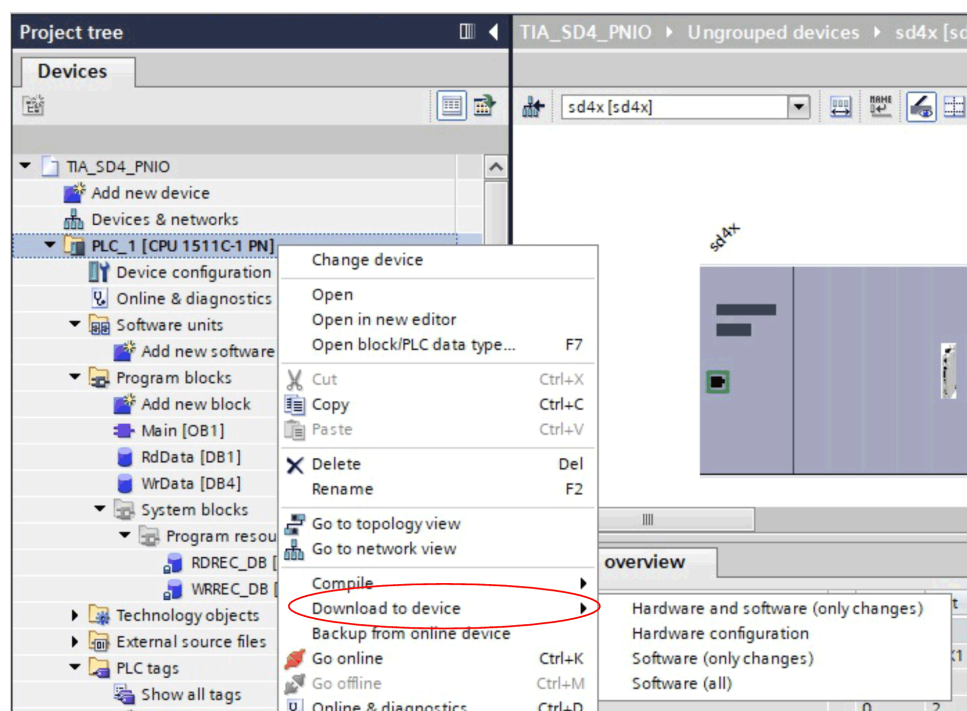 Project tree
TIA_SD4_PNIO
Ungrouped devices
sd4x [sd
Devices
sd4x [sd4x]
NAME
TIA_SD4_PNIO
Add new device
Devices & networks
PLC_1 [CPU 1511C-1 PN]
Device configuration
Online & diagnostics
Software units
Add new software
Program blocks
Add new block
Main [OB1]
RdData [DB1]
WrData [DB4]
System blocks
Program resou
RDREC_DB [
WRREC_DB [
Technology objects
External source files
PLC tags
Show all tags
Change device
Open
Open in new editor
Open block/PLC data type... F7
Cut Ctrl+X
Copy Ctrl+C
Paste Ctrl+V
Delete Del
Rename F2
Go to topology view
Go to network view
Compile
Download to device
Backup from online device
Go online Ctrl+K
Go offline Ctrl+M
Online & diagnostics Ctrl+D
Hardware and software (only changes)
Hardware configuration
Software (only changes)
Software (all)
sd4x
overview
t
X1
0 2